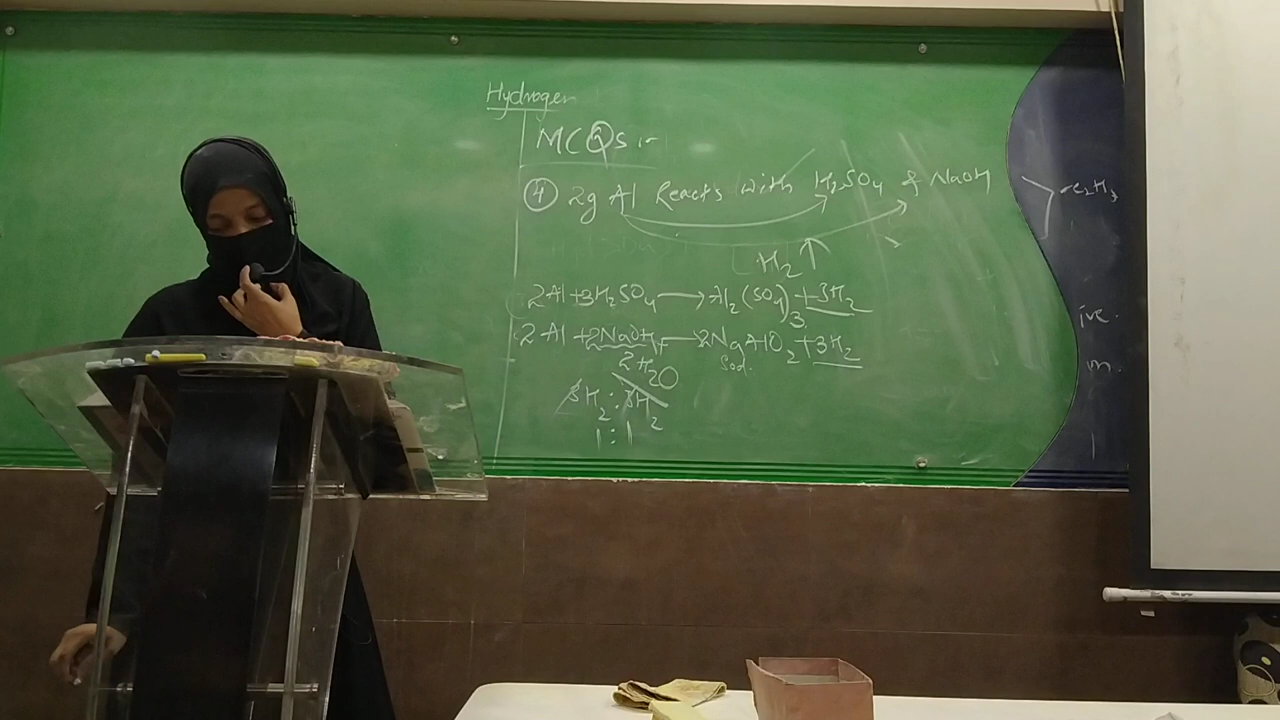 Hydrogen
MCQs :-
④ 2g Al Reacts with H₂SO₄ & NaOH
H₂ ↑
2Al + 3H₂SO₄ → Al₂(SO₄)₃ + 3H₂
2Al + 2NaOH + → 2NaAlO₂ + 3H₂
2H₂O
Sod.
3H₂ : 3H₂
1 : 1